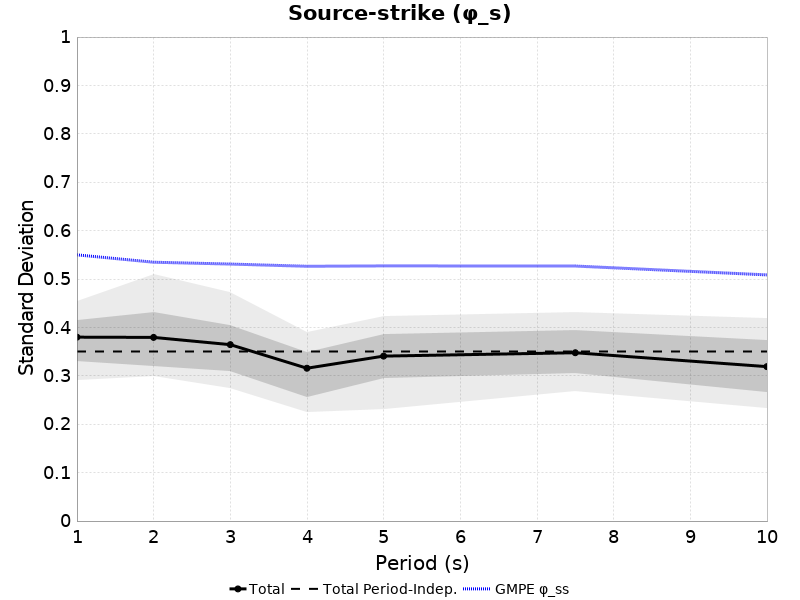 Source-strike (φ_s)
Standard Deviation
1
0.9
0.8
0.7
0.6
0.5
0.4
0.3
0.2
0.1
0
1 2 3 4 5 6 7 8 9 10
Period (s)
Total Total Period-Indep. GMPE φ_ss